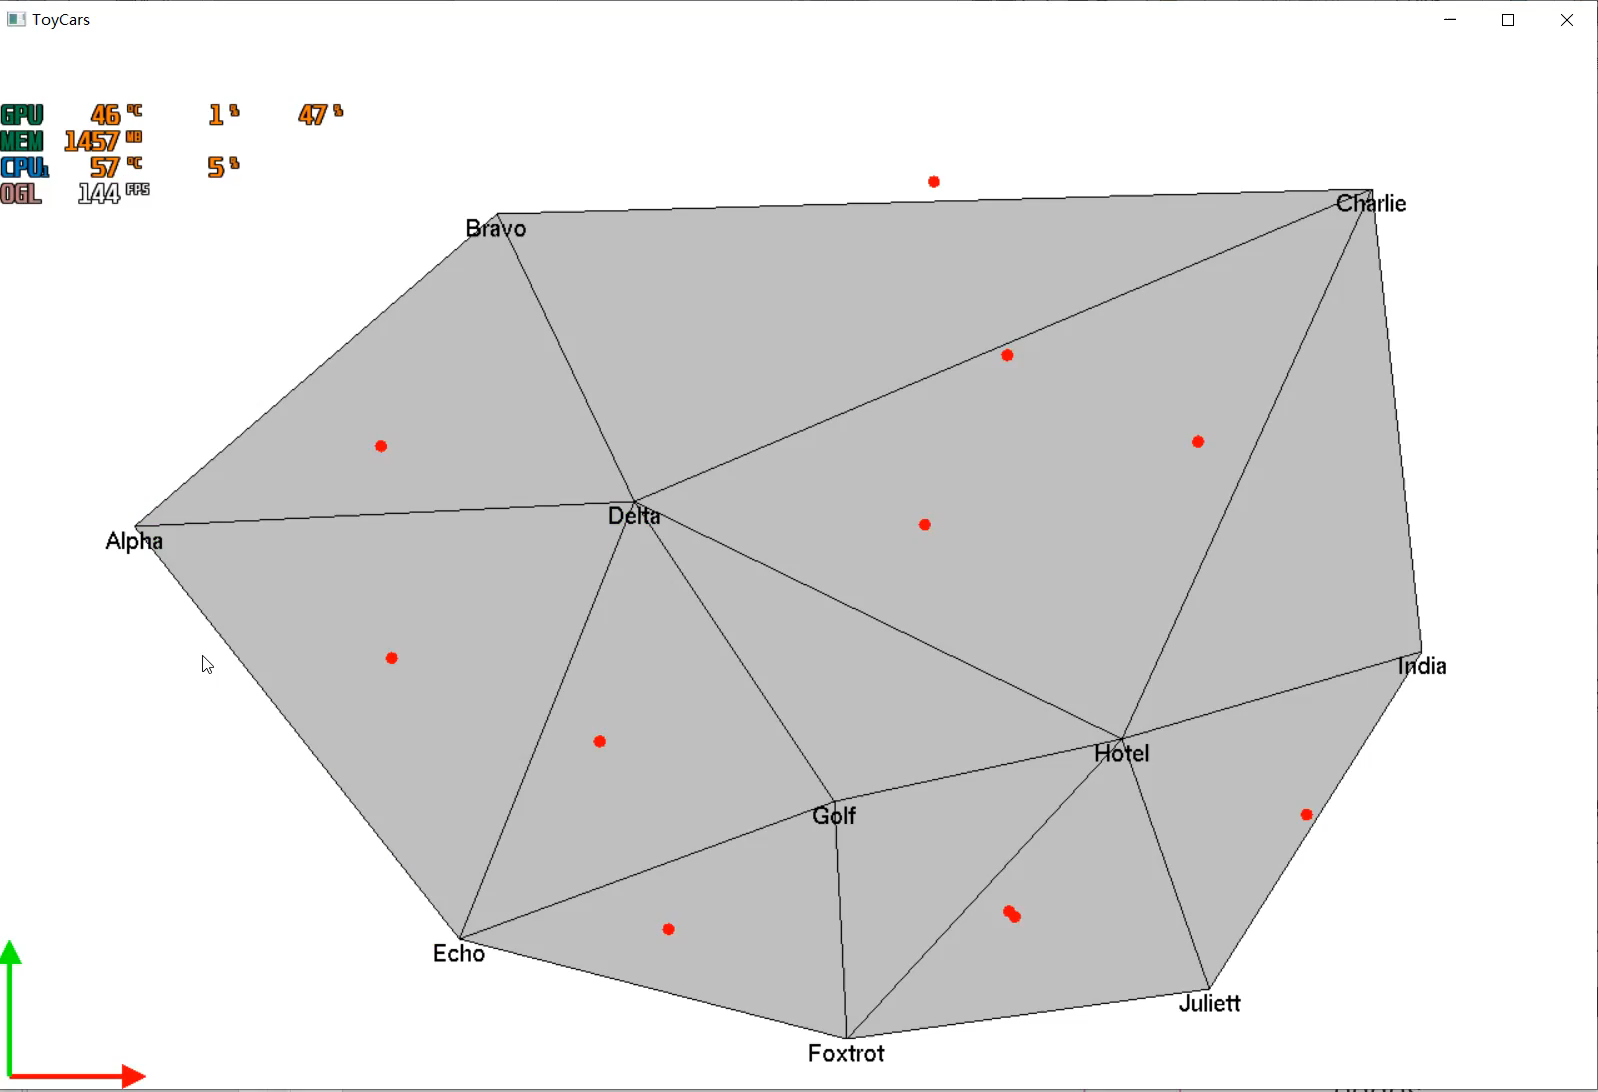 ToyCars
GPU 46 °C 1 % 47 %
MEM 1457 MB
CPU1 57 °C 5 %
OGL 144 FPS
Charlie
Bravo
Delta
Alpha
India
Hotel
Golf
Echo
Juliett
Foxtrot